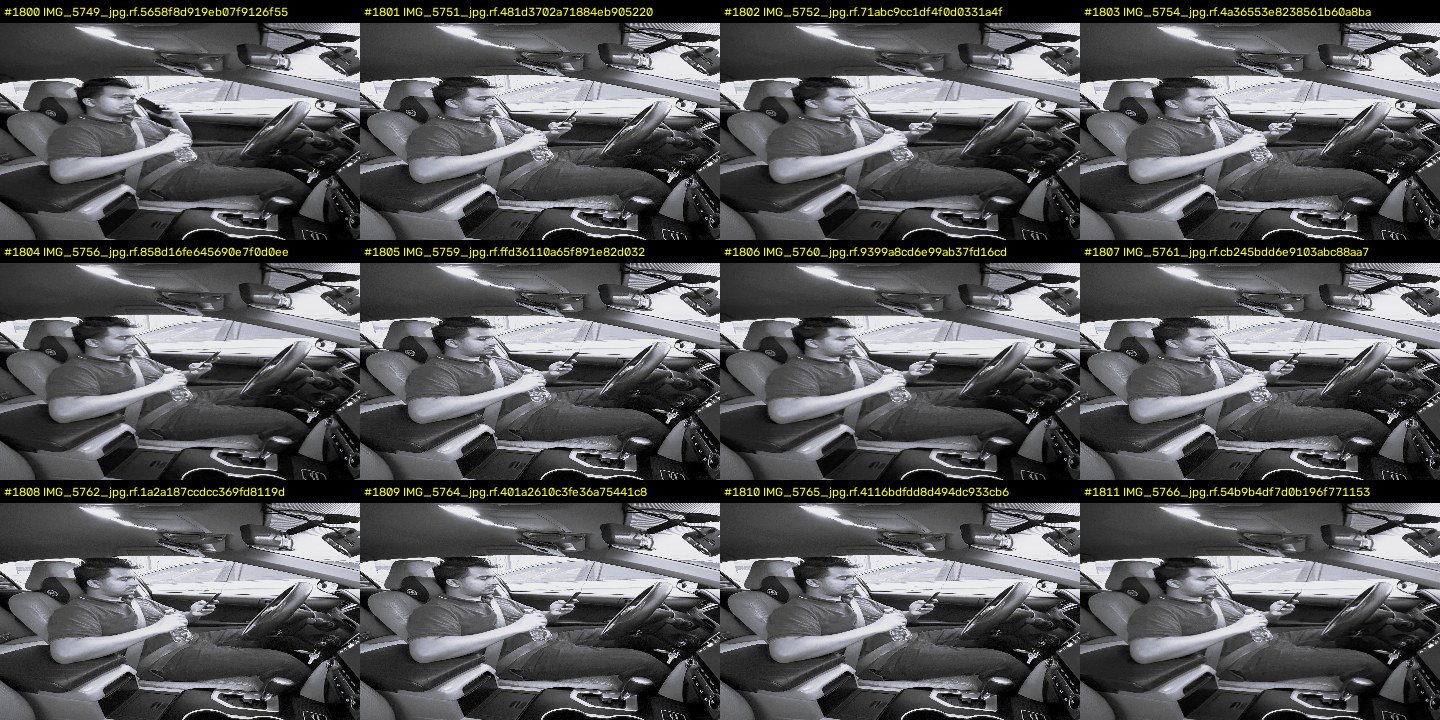 #1800 IMG_5749_jpg.rf.5658f8d919eb07f9126f55
#1801 IMG_5751_jpg.rf.481d3702a71884eb905220
#1802 IMG_5752_jpg.rf.71abc9cc1df4f0d0331a4f
#1803 IMG_5754_jpg.rf.4a36553e8238561b60a8ba
#1804 IMG_5756_jpg.rf.858d16fe645690e7f0d0ee
#1805 IMG_5759_jpg.rf.ffd36110a65f891e82d032
#1806 IMG_5760_jpg.rf.9399a8cd6e99ab37fd16cd
#1807 IMG_5761_jpg.rf.cb245bdd6e9103abc88aa7
#1808 IMG_5762_jpg.rf.1a2a187ccdcc369fd8119d
#1809 IMG_5764_jpg.rf.401a2610c3fe36a75441c8
#1810 IMG_5765_jpg.rf.4116bdfdd8d494dc933cb6
#1811 IMG_5766_jpg.rf.54b9b4df7d0b196f771153